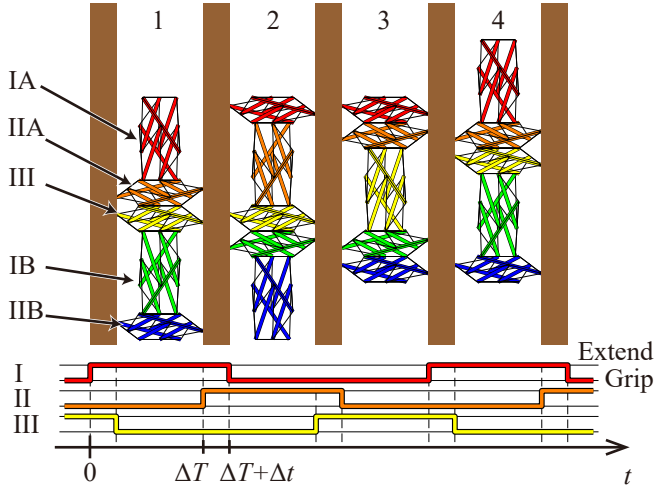 1 2 3 4
IA
IIA
III
IB
IIB
Extend
I
Grip
II
III
t
0 ΔT ΔT+Δt